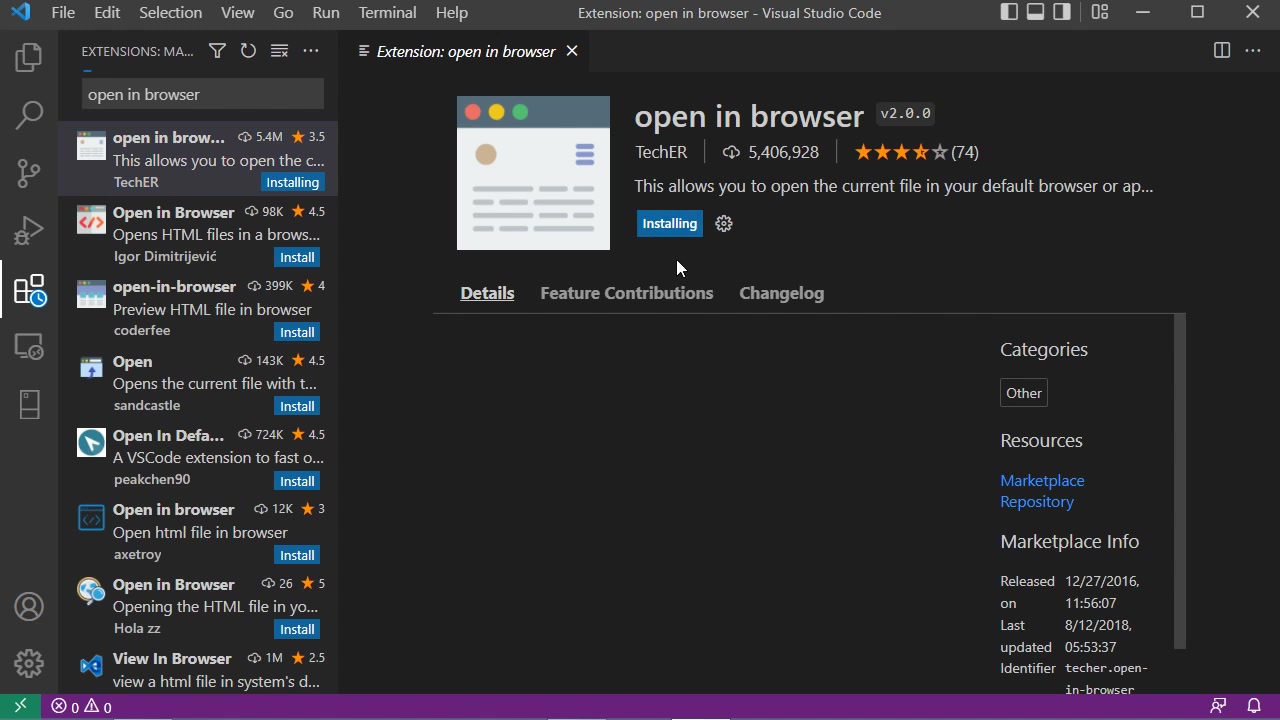 File Edit Selection View Go Run Terminal Help
Extension: open in browser - Visual Studio Code
EXTENSIONS: MA...
open in browser
open in brow... 5.4M 3.5
This allows you to open the c...
TechER Installing
Open in Browser 98K 4.5
Opens HTML files in a brows...
Igor Dimitrijević Install
open-in-browser 399K 4
Preview HTML file in browser
coderfee Install
Open 143K 4.5
Opens the current file with t...
sandcastle Install
Open In Defa... 724K 4.5
A VSCode extension to fast o...
peakchen90 Install
Open in browser 12K 3
Open html file in browser
axetroy Install
Open in Browser 26 5
Opening the HTML file in yo...
Hola zz Install
View In Browser 1M 2.5
view a html file in system's d...
Extension: open in browser
open in browser v2.0.0
TechER 5,406,928 (74)
This allows you to open the current file in your default browser or ap...
Installing
Details Feature Contributions Changelog
Categories
Other
Resources
Marketplace
Repository
Marketplace Info
Released 12/27/2016,
on 11:56:07
Last 8/12/2018,
updated 05:53:37
Identifier techer.open-
in-browser
0 0